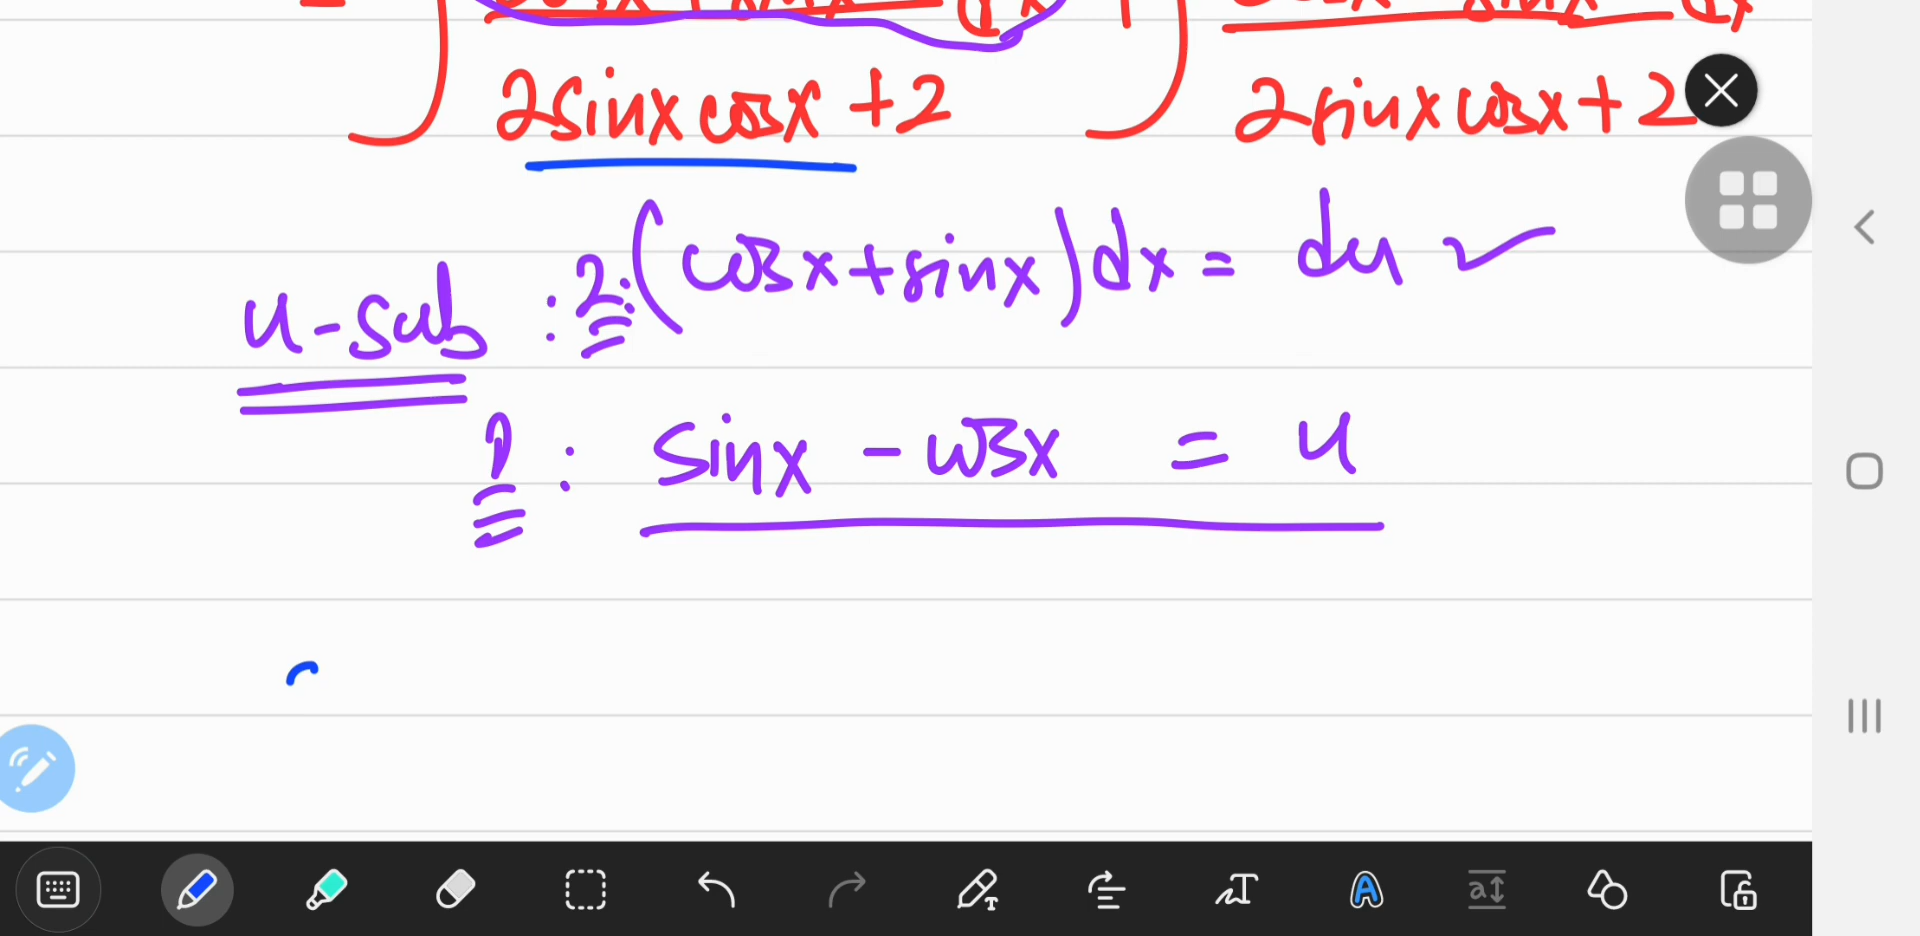 2sinx cosx +2 2sinx cosx+2
u-sub : 2: (cosx+sinx)dx = du
1 : sinx - cosx = u